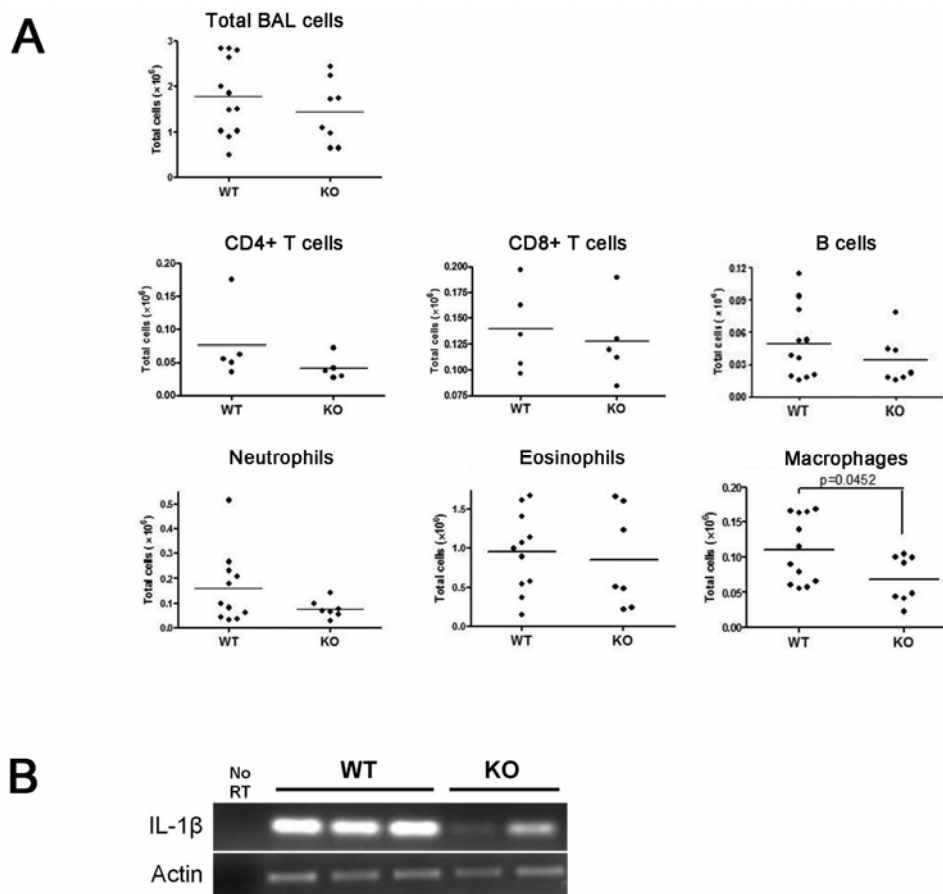 A
Total BAL cells
Total cells (×10⁶)
3
2
1
0
WT
KO
CD4+ T cells
Total cells (×10⁶)
0.20
0.15
0.10
0.05
0.00
WT
KO
CD8+ T cells
Total cells (×10⁶)
0.200
0.175
0.150
0.125
0.100
0.075
WT
KO
B cells
Total cells (×10⁶)
0.12
0.09
0.06
0.03
0.00
WT
KO
Neutrophils
Total cells (×10⁶)
0.5
0.4
0.3
0.2
0.1
0.0
WT
KO
Eosinophils
Total cells (×10⁶)
1.5
1.0
0.5
0.0
WT
KO
Macrophages
p=0.0452
Total cells (×10⁶)
0.20
0.15
0.10
0.05
0.00
WT
KO
B
No
RT
WT
KO
IL-1β
Actin